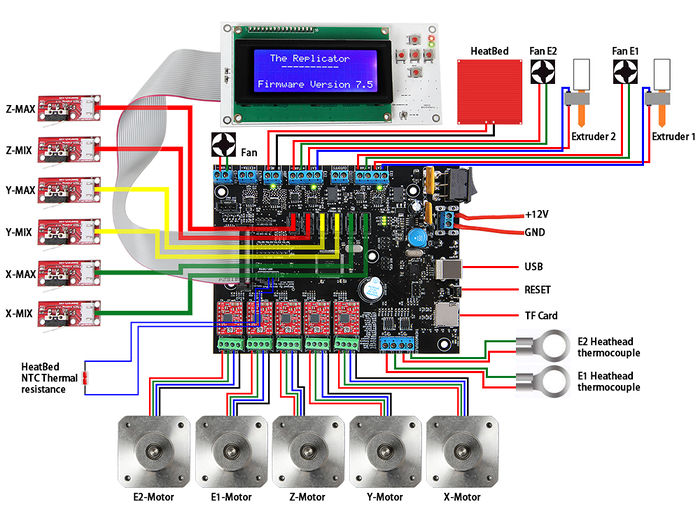 The Replicator
Firmware Version 7.5
HeatBed
Fan E2
Fan E1
Extruder 2
Extruder 1
Z-MAX
Z-MIX
Y-MAX
Y-MIX
X-MAX
X-MIX
Fan
+12V
GND
USB
RESET
TF Card
E2 Heathead
thermocouple
E1 Heathead
thermocouple
HeatBed
NTC Thermal
resistance
E2-Motor
E1-Motor
Z-Motor
Y-Motor
X-Motor